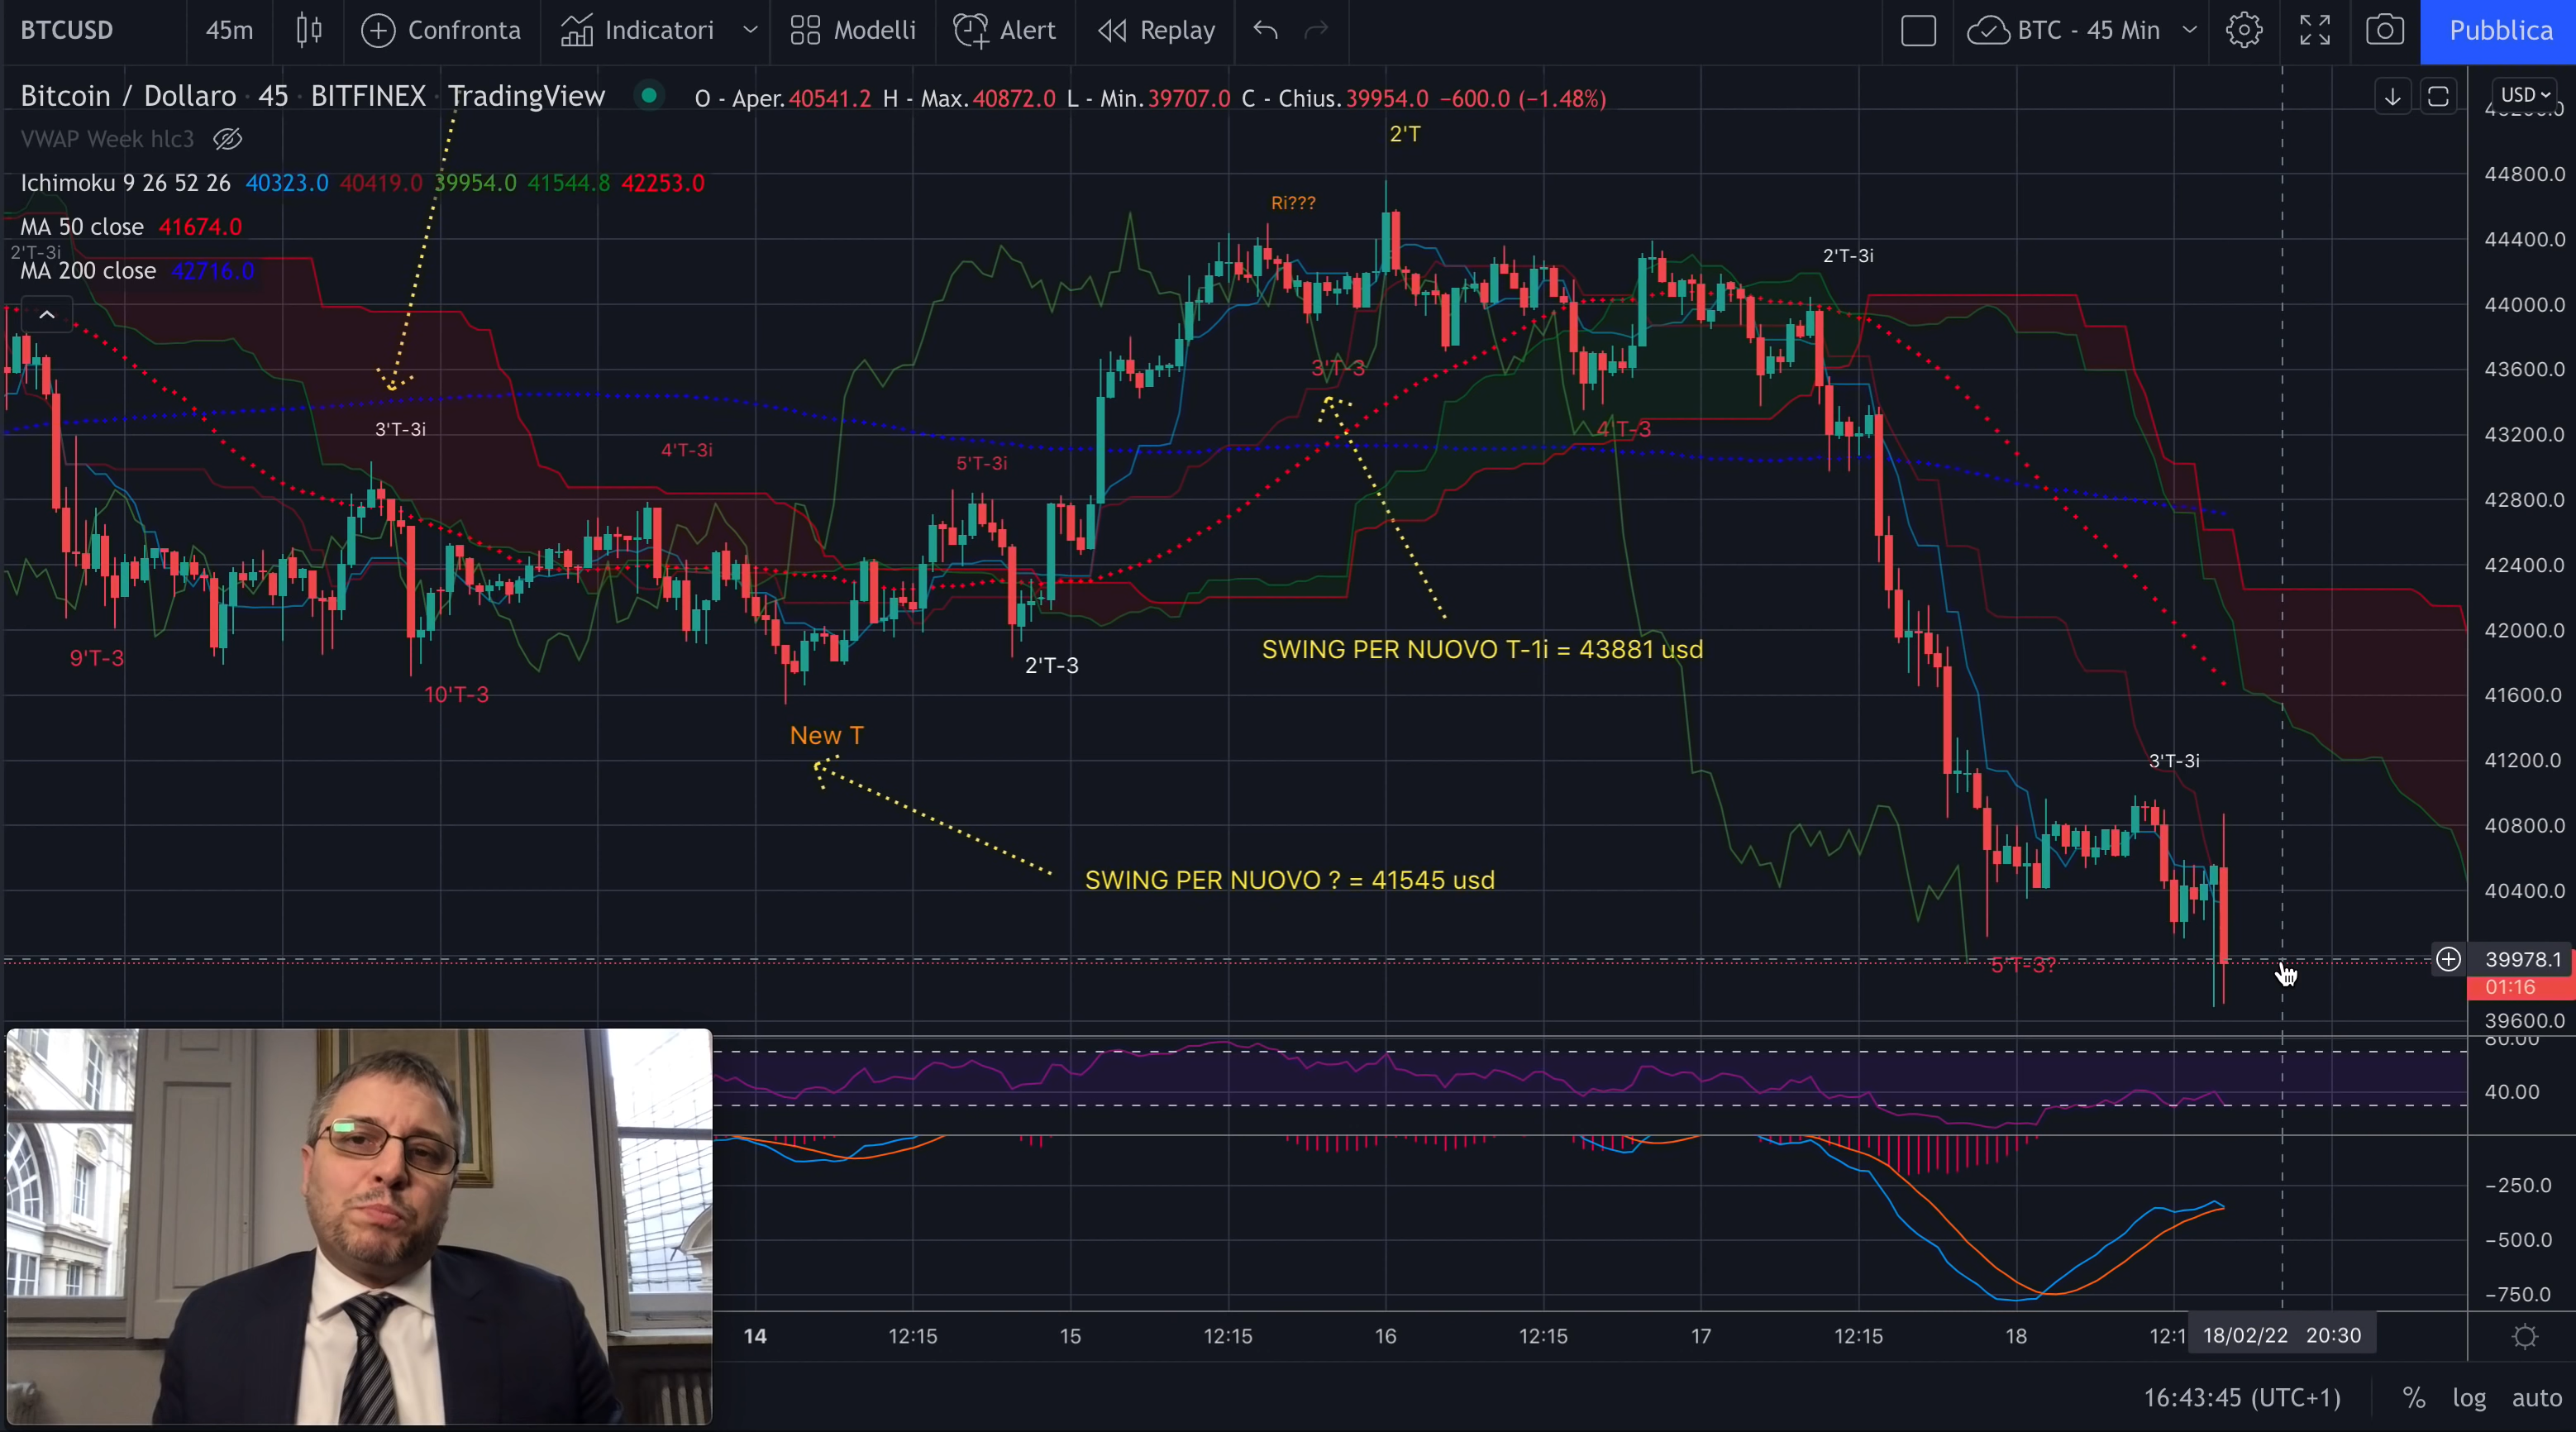 BTCUSD 45m Confronta Indicatori Modelli Alert Replay BTC - 45 Min Pubblica
Bitcoin / Dollaro · 45 · BITFINEX · TradingView O - Aper.40541.2 H - Max.40872.0 L - Min.39707.0 C - Chius.39954.0 −600.0 (−1.48%)
USD
2'T
VWAP Week hlc3
44800.0
Ichimoku 9 26 52 26 40323.0 40419.0 39954.0 41544.8 42253.0
Ri???
MA 50 close 41674.0
44400.0
2'T-3i
2'T-3i
MA 200 close 42716.0
44000.0
3'T-3
43600.0
3'T-3i
4'T-3
43200.0
4'T-3i
5'T-3i
42800.0
42400.0
42000.0
SWING PER NUOVO T-1i = 43881 usd
9'T-3
2'T-3
10'T-3
41600.0
New T
3'T-3i
41200.0
40800.0
SWING PER NUOVO ? = 41545 usd
40400.0
5'T-3?
39978.1
01:16
39600.0
80.00
40.00
−250.0
−500.0
−750.0
14 12:15 15 12:15 16 12:15 17 12:15 18 12:1 18/02/22 20:30
16:43:45 (UTC+1) % log auto